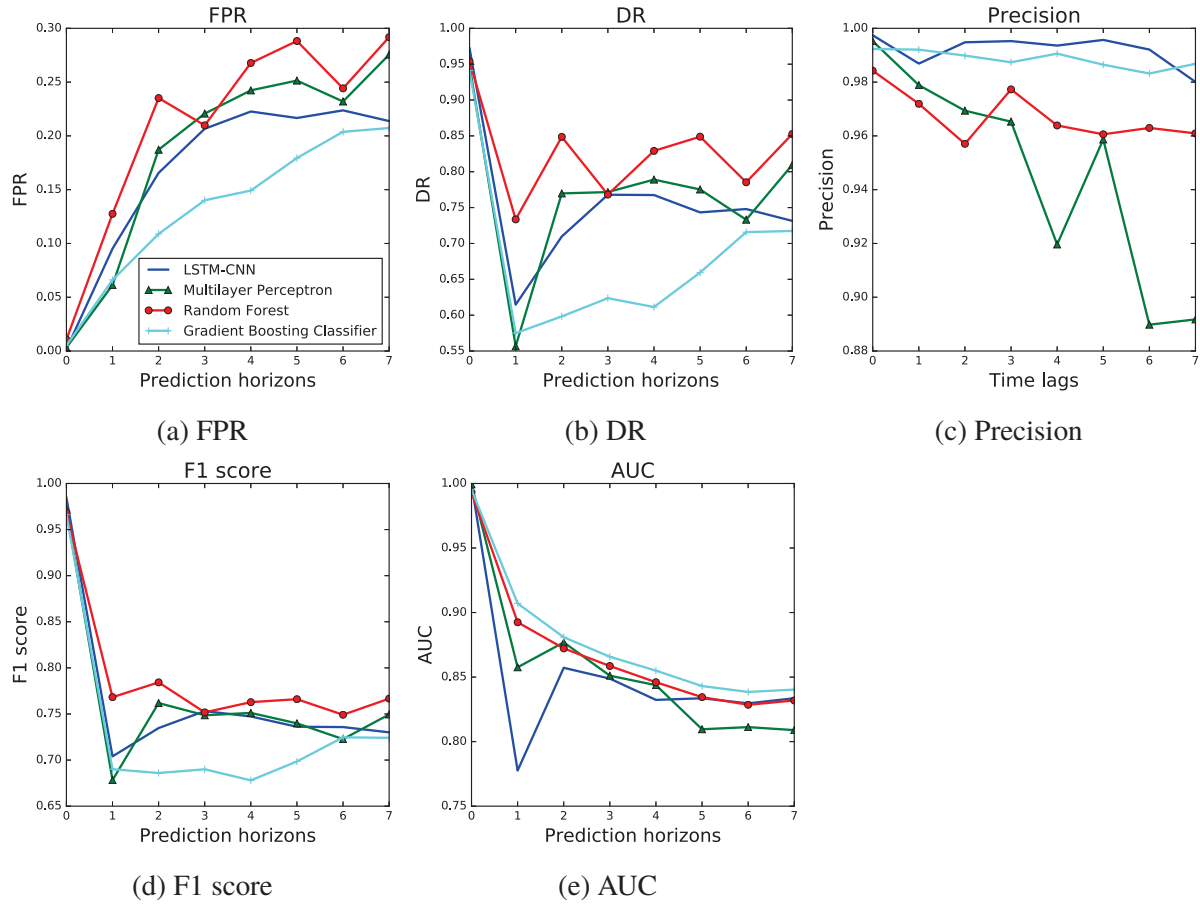 FPR
0.30
0.25
0.20
0.15
0.10
0.05
0.00
FPR
LSTM-CNN
Multilayer Perceptron
Random Forest
Gradient Boosting Classifier
0 1 2 3 4 5 6 7
Prediction horizons
(a) FPR
DR
1.00
0.95
0.90
0.85
0.80
0.75
0.70
0.65
0.60
0.55
DR
0 1 2 3 4 5 6 7
Prediction horizons
(b) DR
Precision
1.00
0.98
0.96
0.94
0.92
0.90
0.88
Precision
0 1 2 3 4 5 6 7
Time lags
(c) Precision
F1 score
1.00
0.95
0.90
0.85
0.80
0.75
0.70
0.65
F1 score
0 1 2 3 4 5 6 7
Prediction horizons
(d) F1 score
AUC
1.00
0.95
0.90
0.85
0.80
0.75
AUC
0 1 2 3 4 5 6 7
Prediction horizons
(e) AUC